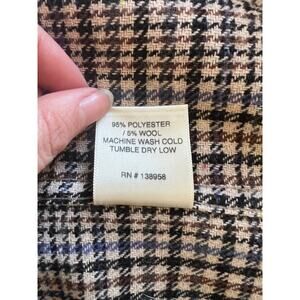 95% POLYESTER
/ 5% WOOL
MACHINE WASH COLD
TUMBLE DRY LOW
RN # 138958